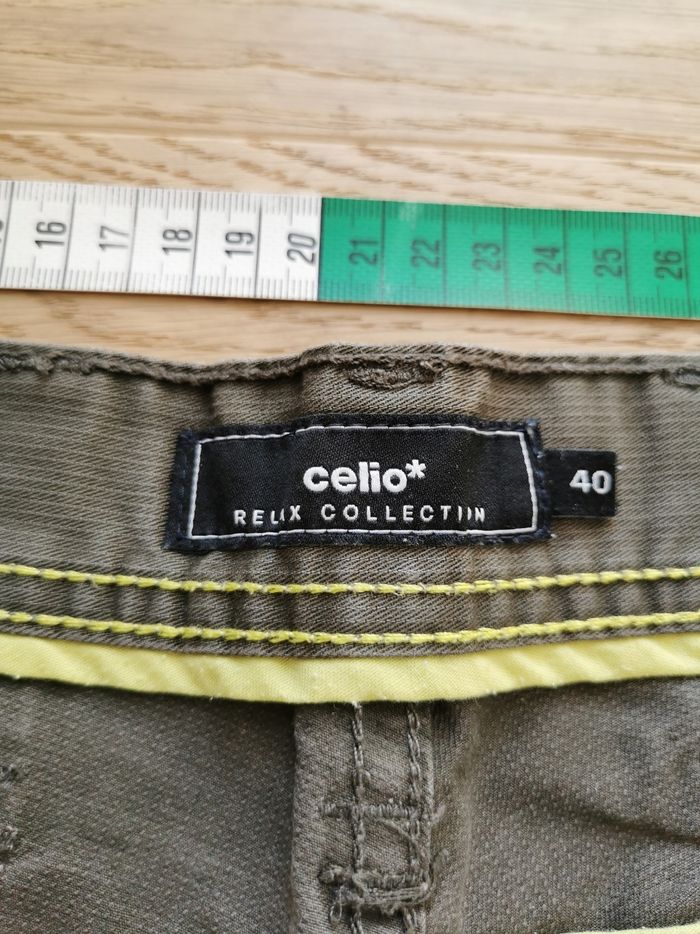 16 17 18 19 20 21 22 23 24 25 26
celio*
RELAX COLLECTION
40